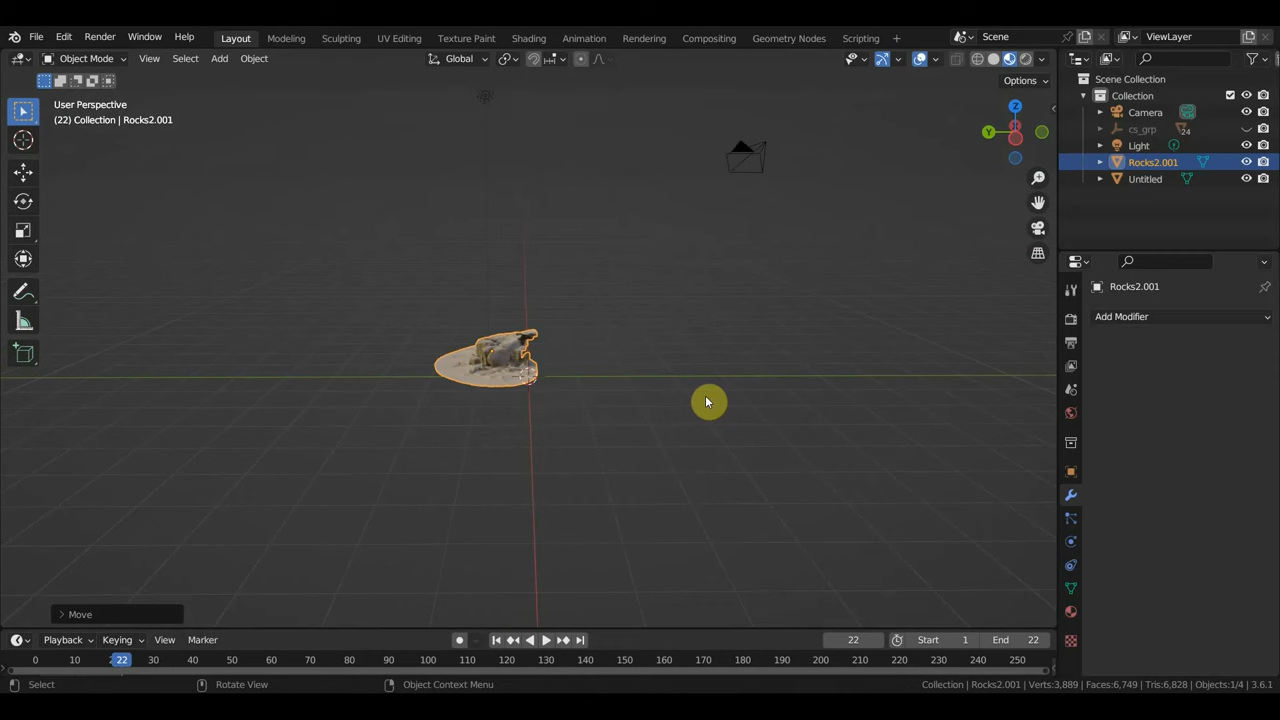 File Edit Render Window Help Layout Modeling Sculpting UV Editing Texture Paint Shading Animation Rendering Compositing Geometry Nodes Scripting + Scene ViewLayer
Object Mode View Select Add Object Global
Options
User Perspective
(22) Collection | Rocks2.001
Z
Y
Scene Collection
Collection
Camera
cs_grp 24
Light
Rocks2.001
Untitled
Rocks2.001
Add Modifier
> Move
Playback Keying View Marker 22 Start 1 End 22
0 10 22 30 40 50 60 70 80 90 100 110 120 130 140 150 160 170 180 190 200 210 220 230 240 250
Select Rotate View Object Context Menu Collection | Rocks2.001 | Verts:3,889 | Faces:6,749 | Tris:6,828 | Objects:1/4 | 3.6.1